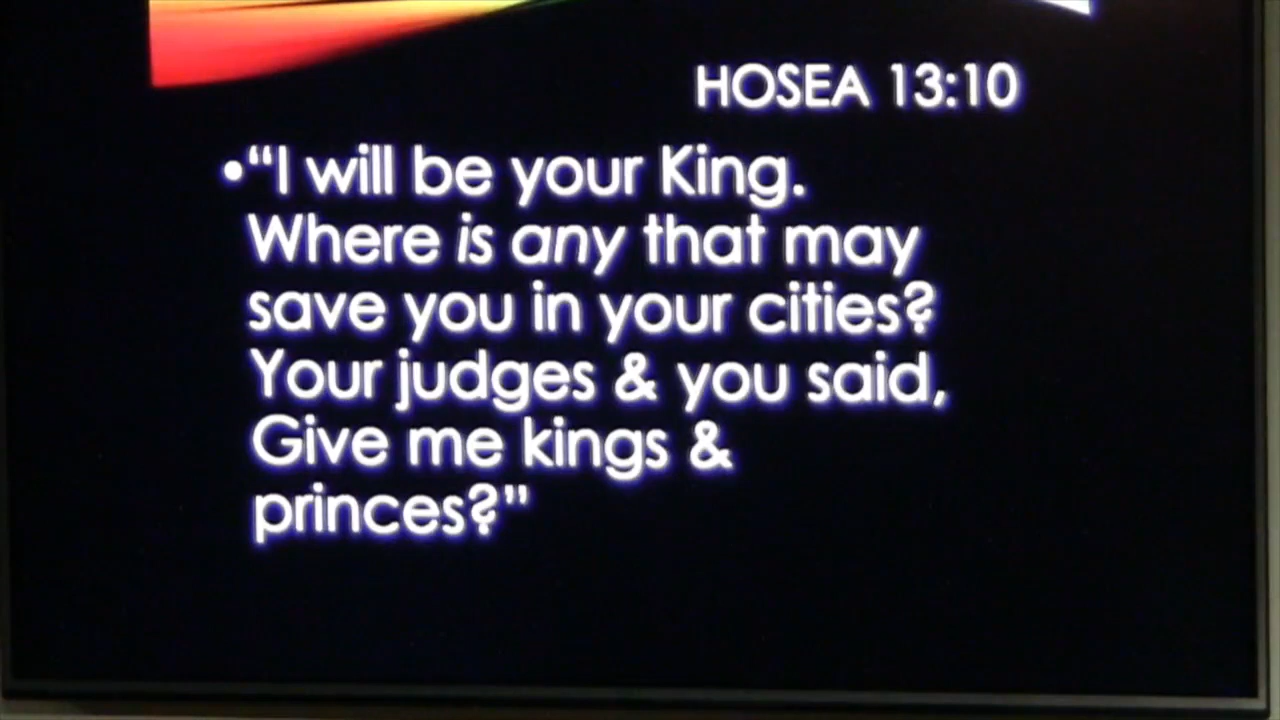 HOSEA 13:10
•“I will be your King.
Where is any that may
save you in your cities?
Your judges & you said,
Give me kings &
princes?”